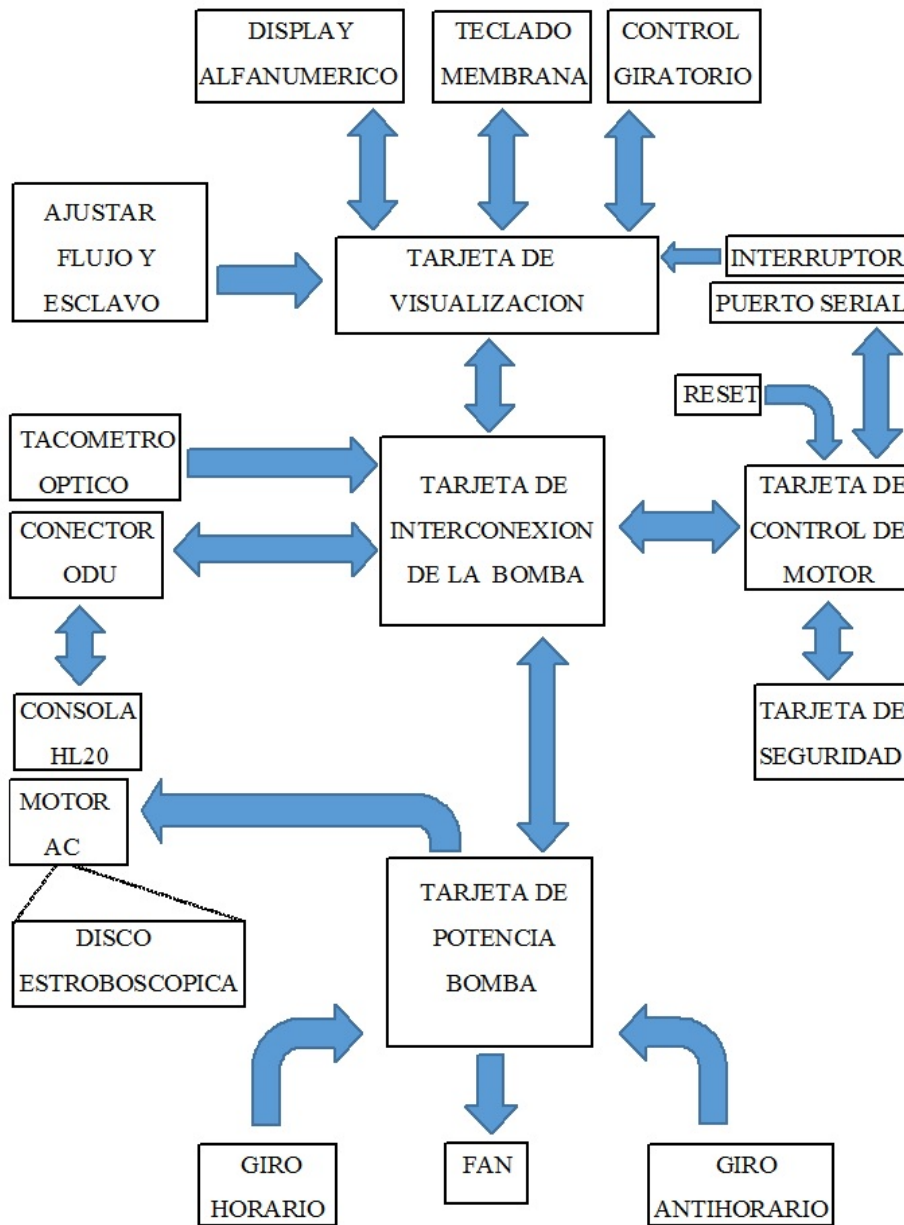 DISPLAY
ALFANUMERICO
TECLADO
MEMBRANA
CONTROL
GIRATORIO
AJUSTAR
FLUJO Y
ESCLAVO
TARJETA DE
VISUALIZACION
INTERRUPTOR
PUERTO SERIAL
RESET
TACOMETRO
OPTICO
TARJETA DE
INTERCONEXION
DE LA BOMBA
TARJETA DE
CONTROL DE
MOTOR
CONECTOR
ODU
CONSOLA
HL20
TARJETA DE
SEGURIDAD
MOTOR
AC
TARJETA DE
POTENCIA
BOMBA
DISCO
ESTROBOSCOPICA
GIRO
HORARIO
FAN
GIRO
ANTIHORARIO